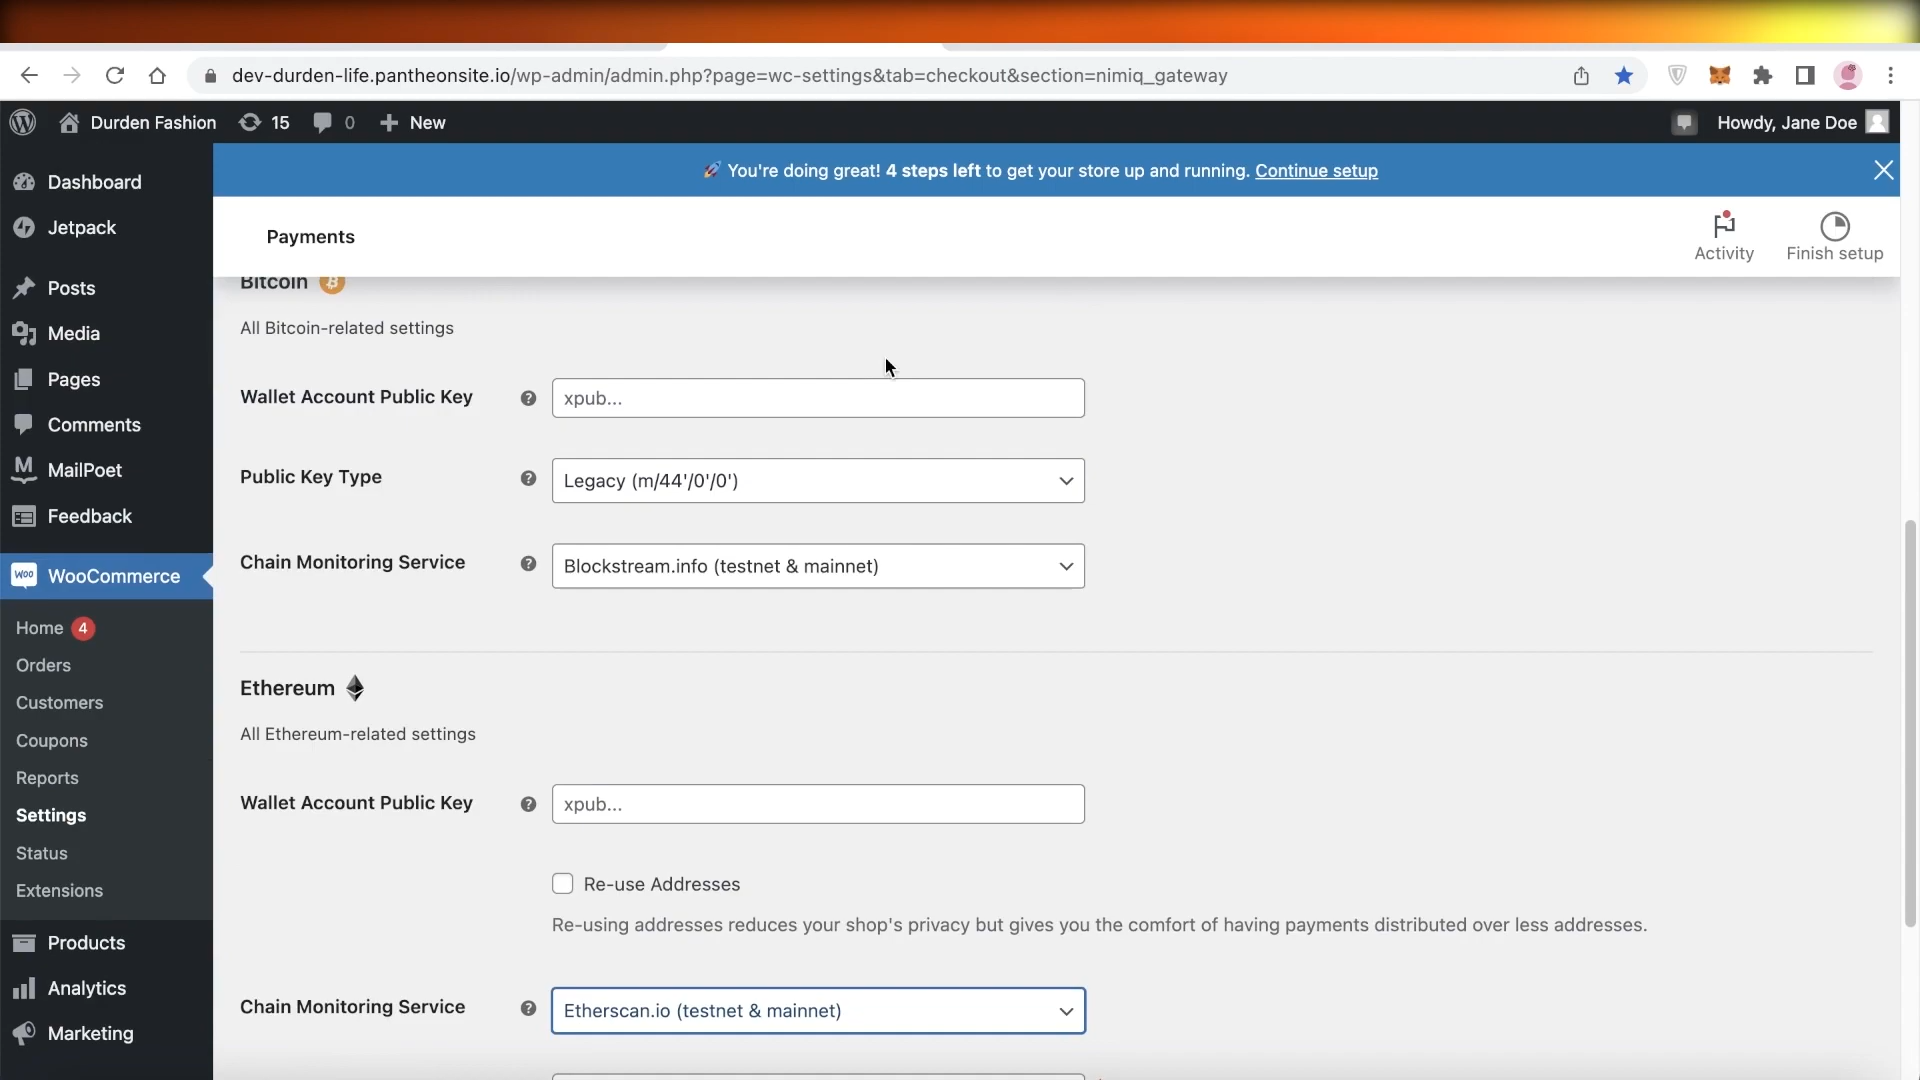 dev-durden-life.pantheonsite.io/wp-admin/admin.php?page=wc-settings&tab=checkout&section=nimiq_gateway
Durden Fashion 15 0 New Howdy, Jane Doe
🚀 You're doing great! 4 steps left to get your store up and running. Continue setup
Payments
Activity
Finish setup
Dashboard
Jetpack
Posts
Media
Pages
Comments
MailPoet
Feedback
WooCommerce
Home 4
Orders
Customers
Coupons
Reports
Settings
Status
Extensions
Products
Analytics
Marketing
Bitcoin
All Bitcoin-related settings
Wallet Account Public Key ? xpub...
Public Key Type ? Legacy (m/44'/0'/0')
Chain Monitoring Service ? Blockstream.info (testnet & mainnet)
Ethereum
All Ethereum-related settings
Wallet Account Public Key ? xpub...
Re-use Addresses
Re-using addresses reduces your shop's privacy but gives you the comfort of having payments distributed over less addresses.
Chain Monitoring Service ? Etherscan.io (testnet & mainnet)